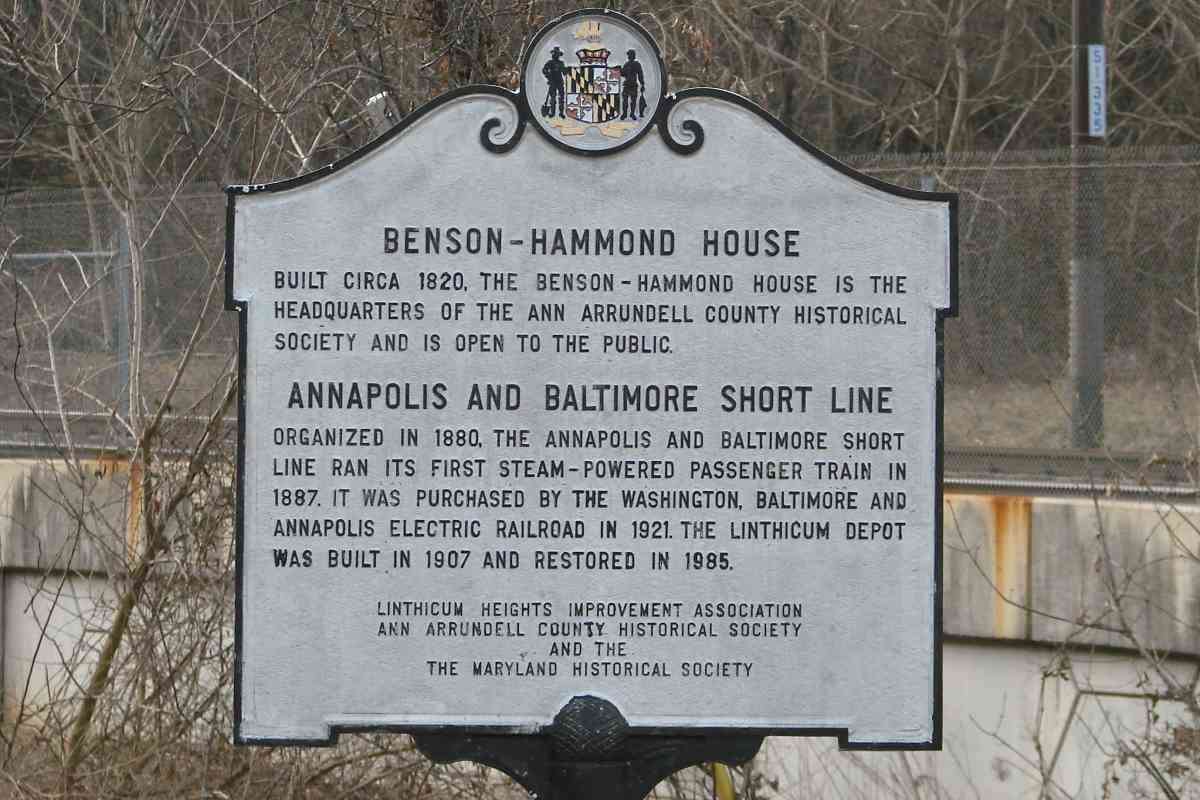 BENSON-HAMMOND HOUSE
BUILT CIRCA 1820, THE BENSON-HAMMOND HOUSE IS THE
HEADQUARTERS OF THE ANN ARRUNDELL COUNTY HISTORICAL
SOCIETY AND IS OPEN TO THE PUBLIC.
ANNAPOLIS AND BALTIMORE SHORT LINE
ORGANIZED IN 1880, THE ANNAPOLIS AND BALTIMORE SHORT
LINE RAN ITS FIRST STEAM-POWERED PASSENGER TRAIN IN
1887. IT WAS PURCHASED BY THE WASHINGTON, BALTIMORE AND
ANNAPOLIS ELECTRIC RAILROAD IN 1921. THE LINTHICUM DEPOT
WAS BUILT IN 1907 AND RESTORED IN 1985.
LINTHICUM HEIGHTS IMPROVEMENT ASSOCIATION
ANN ARRUNDELL COUNTY HISTORICAL SOCIETY
AND THE
THE MARYLAND HISTORICAL SOCIETY